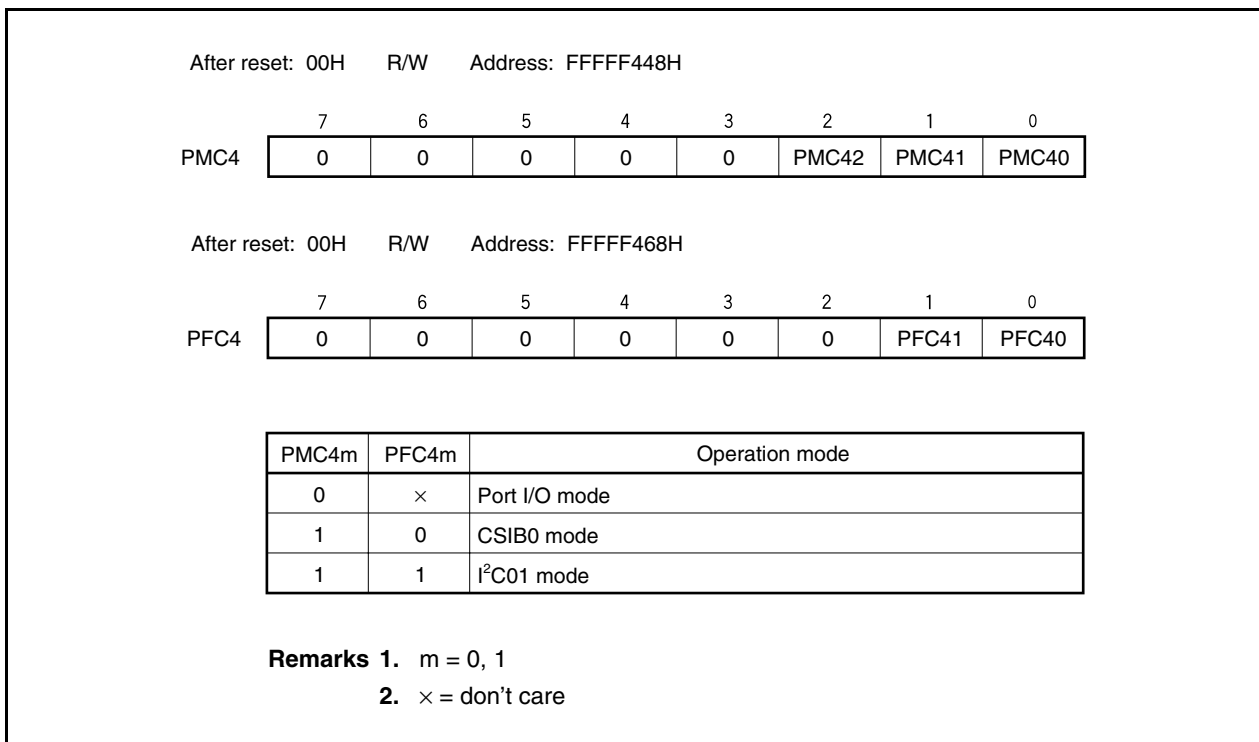 After reset: 00H R/W Address: FFFFF448H
7 6 5 4 3 2 1 0
PMC4 0 0 0 0 0 PMC42 PMC41 PMC40
After reset: 00H R/W Address: FFFFF468H
7 6 5 4 3 2 1 0
PFC4 0 0 0 0 0 0 PFC41 PFC40
PMC4m PFC4m Operation mode
0 × Port I/O mode
1 0 CSIB0 mode
1 1 I²C01 mode
Remarks 1. m = 0, 1
2. × = don't care